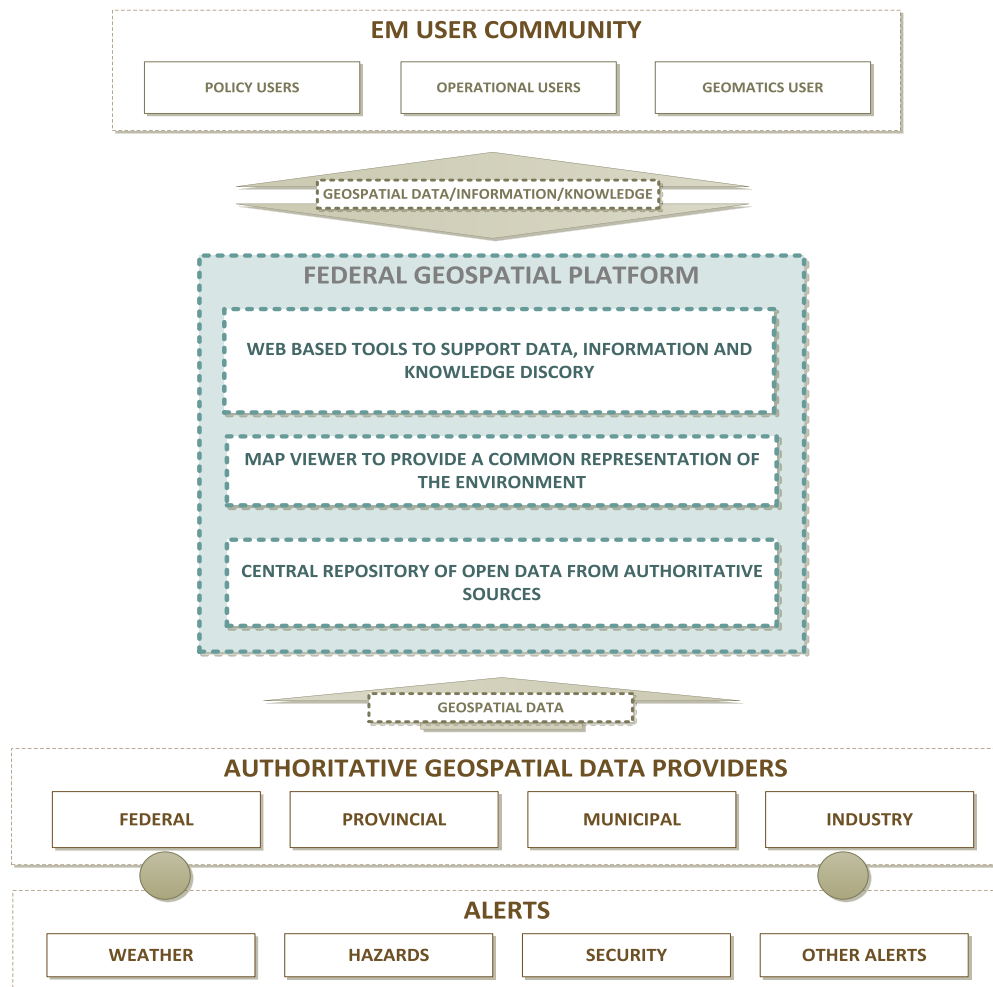 EM USER COMMUNITY
POLICY USERS
OPERATIONAL USERS
GEOMATICS USER
GEOSPATIAL DATA/INFORMATION/KNOWLEDGE
FEDERAL GEOSPATIAL PLATFORM
WEB BASED TOOLS TO SUPPORT DATA, INFORMATION AND
KNOWLEDGE DISCORY
MAP VIEWER TO PROVIDE A COMMON REPRESENTATION OF
THE ENVIRONMENT
CENTRAL REPOSITORY OF OPEN DATA FROM AUTHORITATIVE
SOURCES
GEOSPATIAL DATA
AUTHORITATIVE GEOSPATIAL DATA PROVIDERS
FEDERAL
PROVINCIAL
MUNICIPAL
INDUSTRY
ALERTS
WEATHER
HAZARDS
SECURITY
OTHER ALERTS